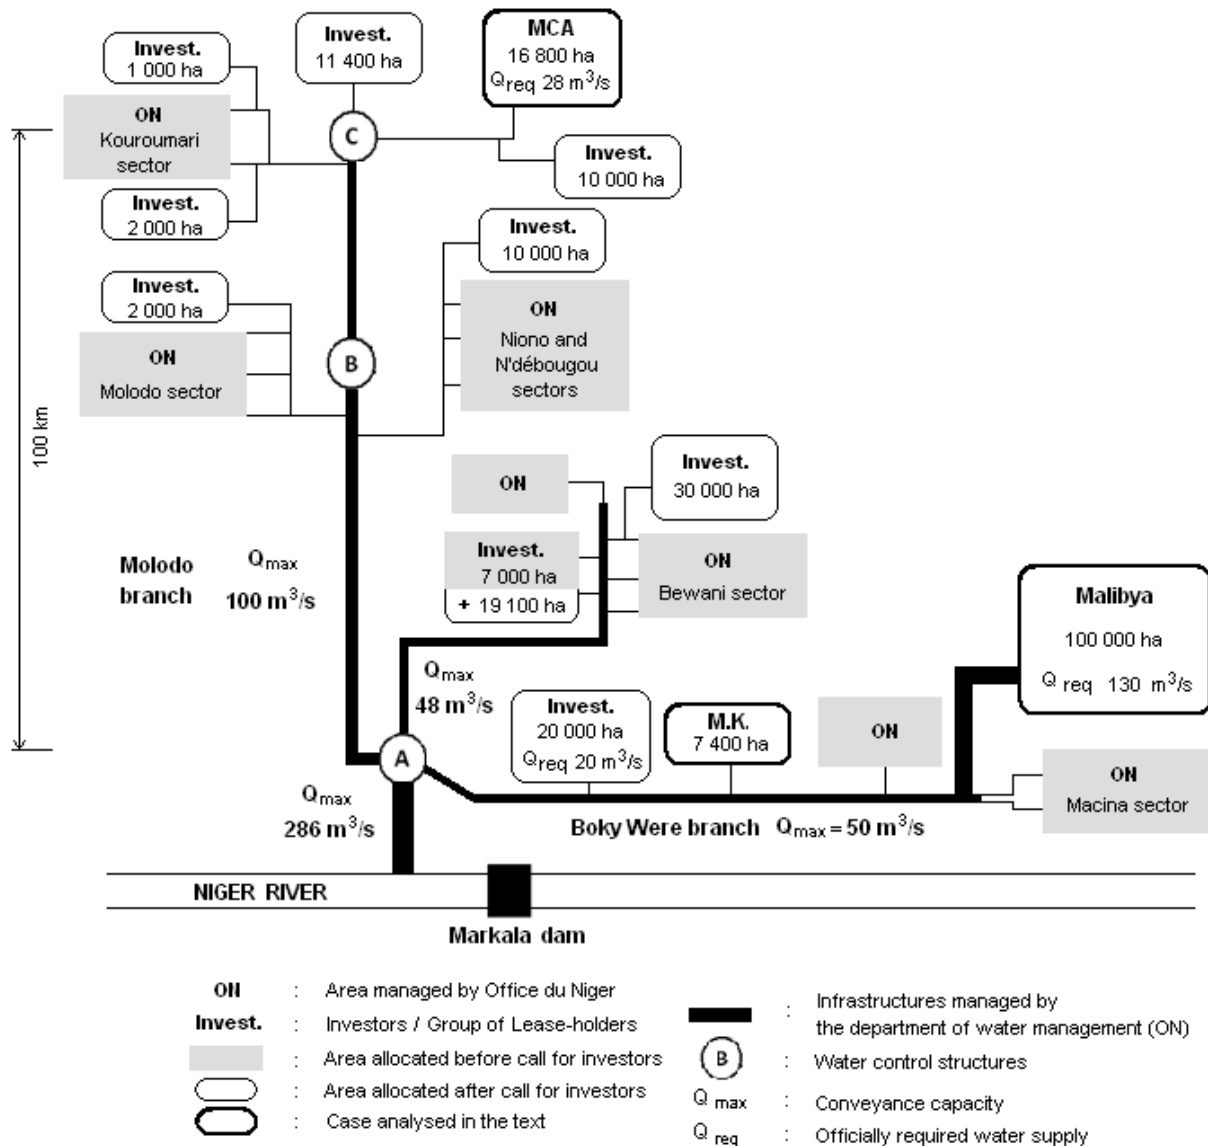 Invest.
1 000 ha
Invest.
11 400 ha
MCA
16 800 ha
Q req 28 m³/s
ON
Kouroumari
sector
C
Invest.
10 000 ha
Invest.
2 000 ha
Invest.
10 000 ha
Invest.
2 000 ha
ON
Niono and
N'débougou
sectors
ON
Molodo sector
B
100 km
ON
Invest.
30 000 ha
Invest.
7 000 ha
+ 19 100 ha
ON
Bewani sector
Molodo
branch
Q max
100 m³/s
Malibya
100 000 ha
Q req 130 m³/s
Q max
48 m³/s
Invest.
20 000 ha
Q req 20 m³/s
M.K.
7 400 ha
ON
A
ON
Macina sector
Q max
286 m³/s
Boky Were branch Q max = 50 m³/s
NIGER RIVER
Markala dam
ON : Area managed by Office du Niger
Invest. : Investors / Group of Lease-holders
: Area allocated before call for investors
: Area allocated after call for investors
: Case analysed in the text
: Infrastructures managed by
the department of water management (ON)
B : Water control structures
Q max : Conveyance capacity
Q req : Officially required water supply